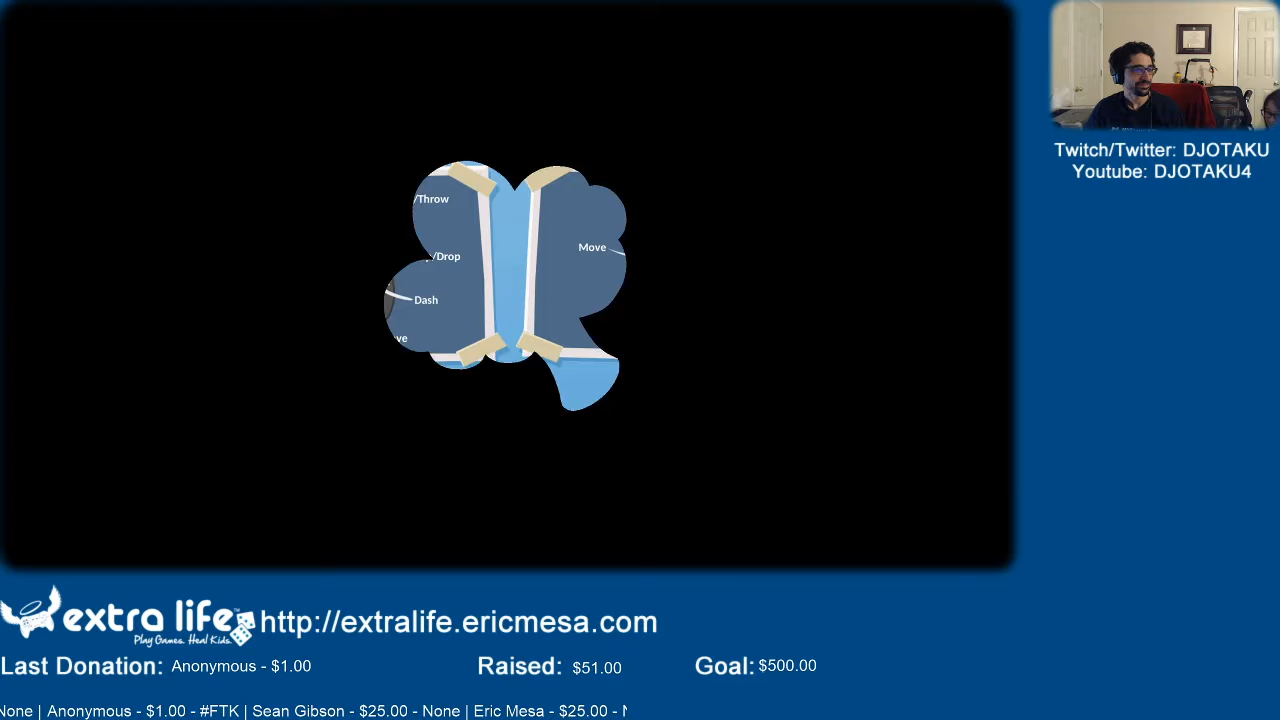 /Throw
/Drop
Dash
ve
Move
Twitch/Twitter: DJOTAKU
Youtube: DJOTAKU4
extra life
Play Games. Heal Kids.
http://extralife.ericmesa.com
Last Donation: Anonymous - $1.00
Raised: $51.00
Goal: $500.00
None | Anonymous - $1.00 - #FTK | Sean Gibson - $25.00 - None | Eric Mesa - $25.00 -